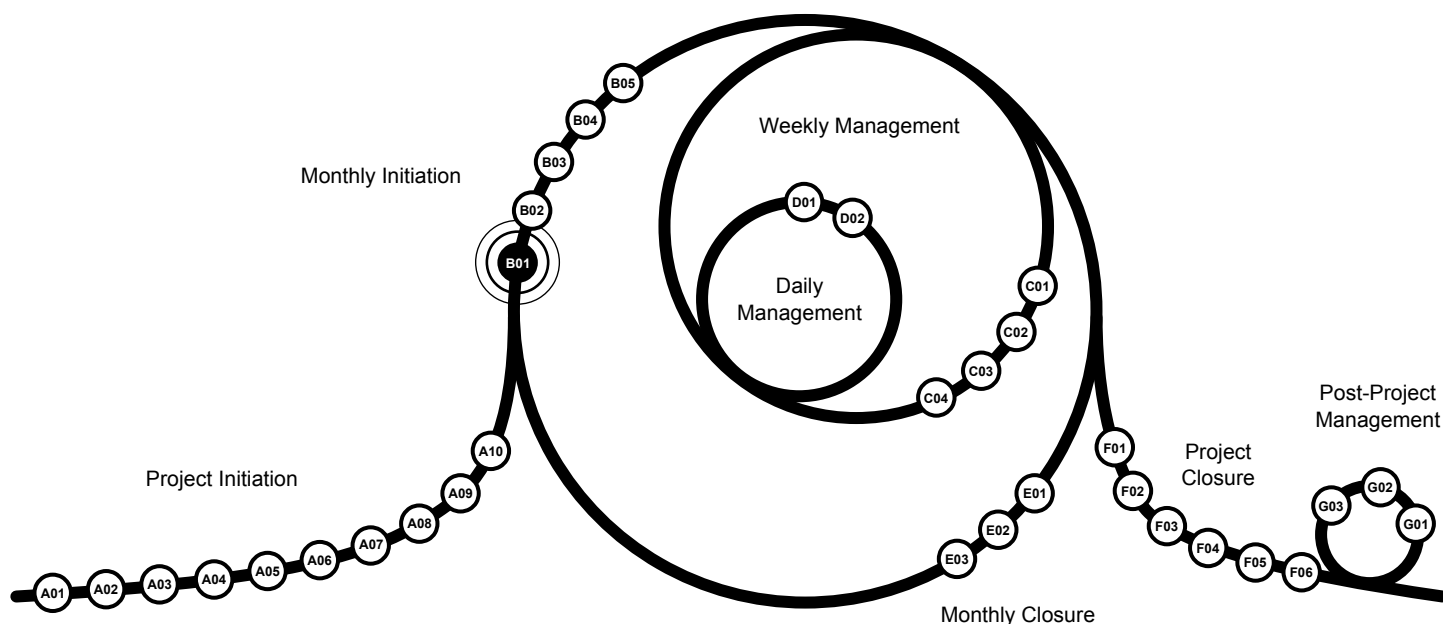 B05
B04
Weekly Management
B03
Monthly Initiation
D01
B02
D02
B01
Daily
Management
C01
C02
C03
C04
Post-Project
Management
F01
A10
Project
Closure
Project Initiation
F02
A09
E01
G02
G03
G01
A08
E02
F03
A07
F04
A06
E03
F05
A05
F06
A04
A03
A02
A01
Monthly Closure